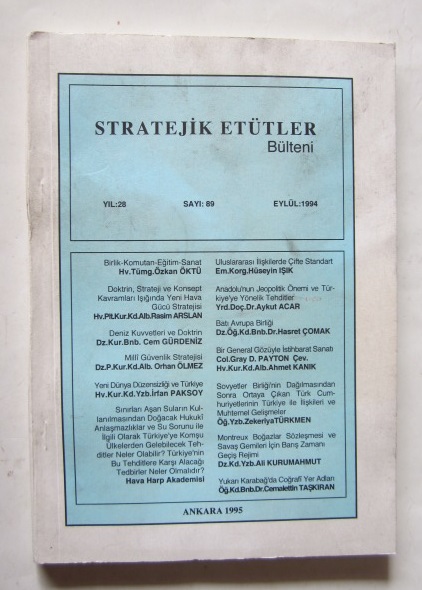 STRATEJİK ETÜTLER
Bülteni
YIL:28 SAYI: 89 EYLÜL:1994
Birlik-Komutan-Eğitim-Sanat
Hv.Tümg.Özkan ÖKTÜ
Doktrin, Strateji ve Konsept
Kavramları Işığında Yeni Hava
Gücü Stratejisi
Hv.Plt.Kur.Kd.Alb.Rasim ARSLAN
Deniz Kuvvetleri ve Doktrin
Dz.Kur.Bnb. Cem GÜRDENİZ
Millî Güvenlik Stratejisi
Dz.P.Kur.Kd.Alb. Orhan ÖLMEZ
Yeni Dünya Düzensizliği ve Türkiye
Hv.Kur.Kd.Yzb.İrfan PAKSOY
Sınırları Aşan Suların Kul-
lanılmasından Doğacak Hukukî
Anlaşmazlıklar ve Su Sorunu ile
İlgili Olarak Türkiye'ye Komşu
Ülkelerden Gelebilecek Teh-
ditler Neler Olabilir? Türkiye'nin
Bu Tehditlere Karşı Alacağı
Tedbirler Neler Olmalıdır?
Hava Harp Akademisi
Uluslararası İlişkilerde Çifte Standart
Em.Korg.Hüseyin IŞIK
Anadolu'nun Jeopolitik Önemi ve Tür-
kiye'ye Yönelik Tehditler
Yrd.Doç.Dr.Aykut ACAR
Batı Avrupa Birliği
Dz.Öğ.Kd.Bnb.Dr.Hasret ÇOMAK
Bir General Gözüyle İstihbarat Sanatı
Col.Gray D. PAYTON Çev.
Hv.Kur.Kd.Alb.Ahmet KANIK
Sovyetler Birliği'nin Dağılmasından
Sonra Ortaya Çıkan Türk Cum-
huriyetlerinin Türkiye ile İlişkileri ve
Muhtemel Gelişmeler
Öğ.Yzb.ZekeriyaTÜRKMEN
Montreux Boğazlar Sözleşmesi ve
Savaş Gemileri İçin Barış Zamanı
Geçiş Rejimi
Dz.Kd.Yzb.Ali KURUMAHMUT
Yukarı Karabağ'da Coğrafî Yer Adları
Öğ.Kd.Bnb.Dr.Cemalettin TAŞKIRAN
ANKARA 1995